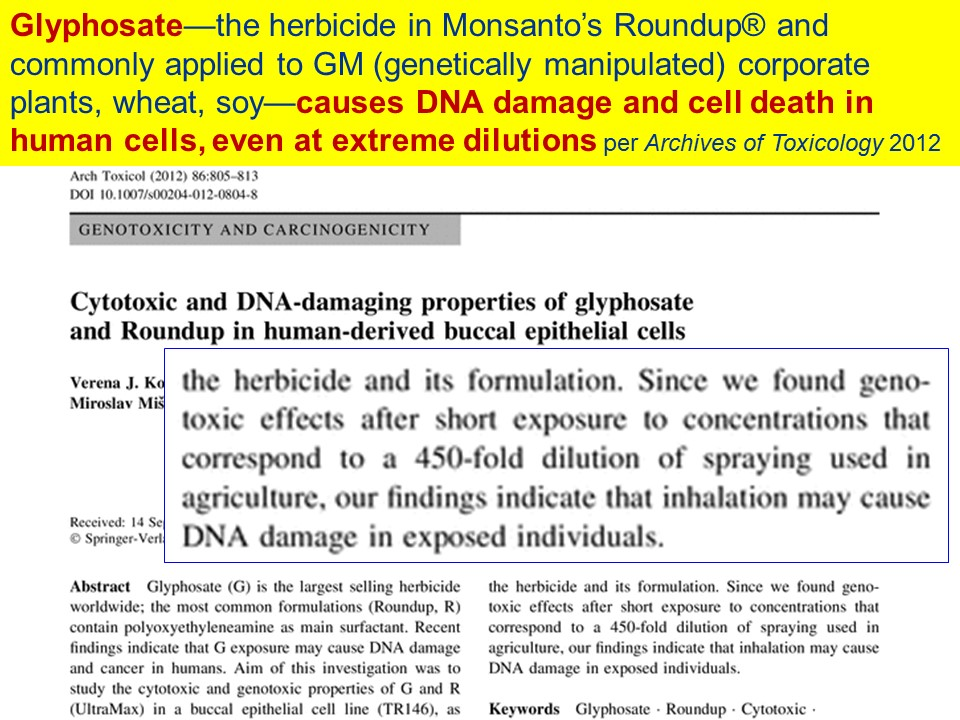 Glyphosate—the herbicide in Monsanto's Roundup® and
commonly applied to GM (genetically manipulated) corporate
plants, wheat, soy—causes DNA damage and cell death in
human cells, even at extreme dilutions per Archives of Toxicology 2012
Arch Toxicol (2012) 86:805–813
DOI 10.1007/s00204-012-0804-8
GENOTOXICITY AND CARCINOGENICITY
Cytotoxic and DNA-damaging properties of glyphosate
and Roundup in human-derived buccal epithelial cells
Verena J. Ko
Miroslav Miš
the herbicide and its formulation. Since we found geno-
toxic effects after short exposure to concentrations that
correspond to a 450-fold dilution of spraying used in
agriculture, our findings indicate that inhalation may cause
DNA damage in exposed individuals.
Received: 14 Se
© Springer-Verl
Abstract Glyphosate (G) is the largest selling herbicide
worldwide; the most common formulations (Roundup, R)
contain polyoxyethyleneamine as main surfactant. Recent
findings indicate that G exposure may cause DNA damage
and cancer in humans. Aim of this investigation was to
study the cytotoxic and genotoxic properties of G and R
(UltraMax) in a buccal epithelial cell line (TR146), as
the herbicide and its formulation. Since we found geno-
toxic effects after short exposure to concentrations that
correspond to a 450-fold dilution of spraying used in
agriculture, our findings indicate that inhalation may cause
DNA damage in exposed individuals.
Keywords Glyphosate · Roundup · Cytotoxic ·